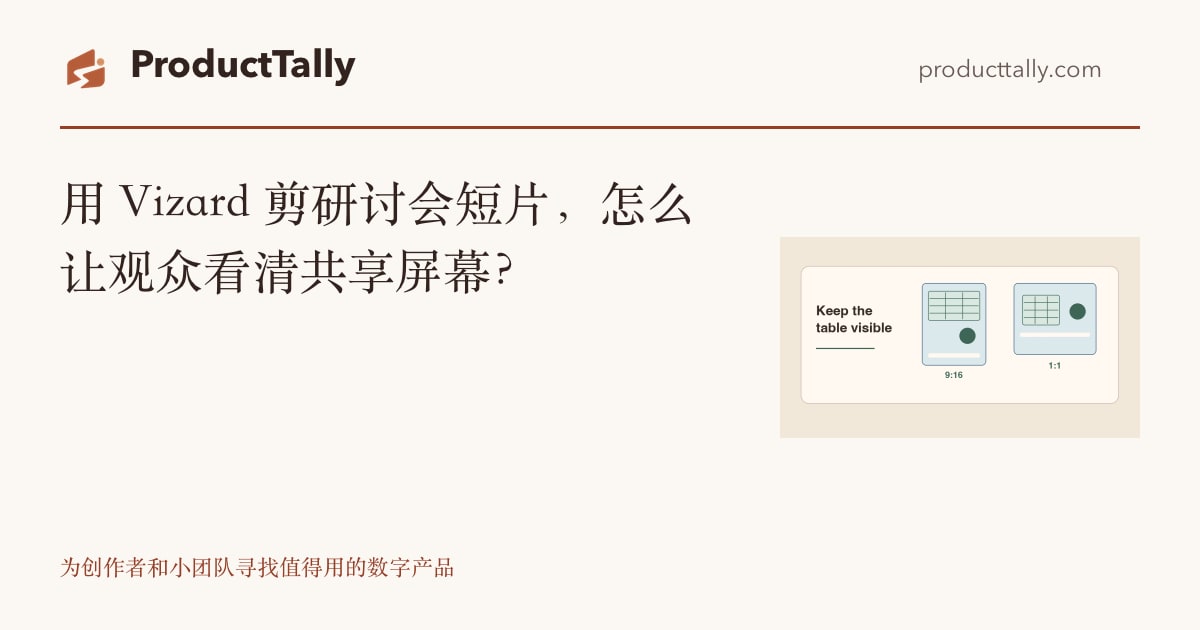 ProductTally
producttally.com
用 Vizard 剪研讨会短片，怎么
让观众看清共享屏幕?
Keep the
table visible
9:16
1:1
为创作者和小团队寻找值得用的数字产品